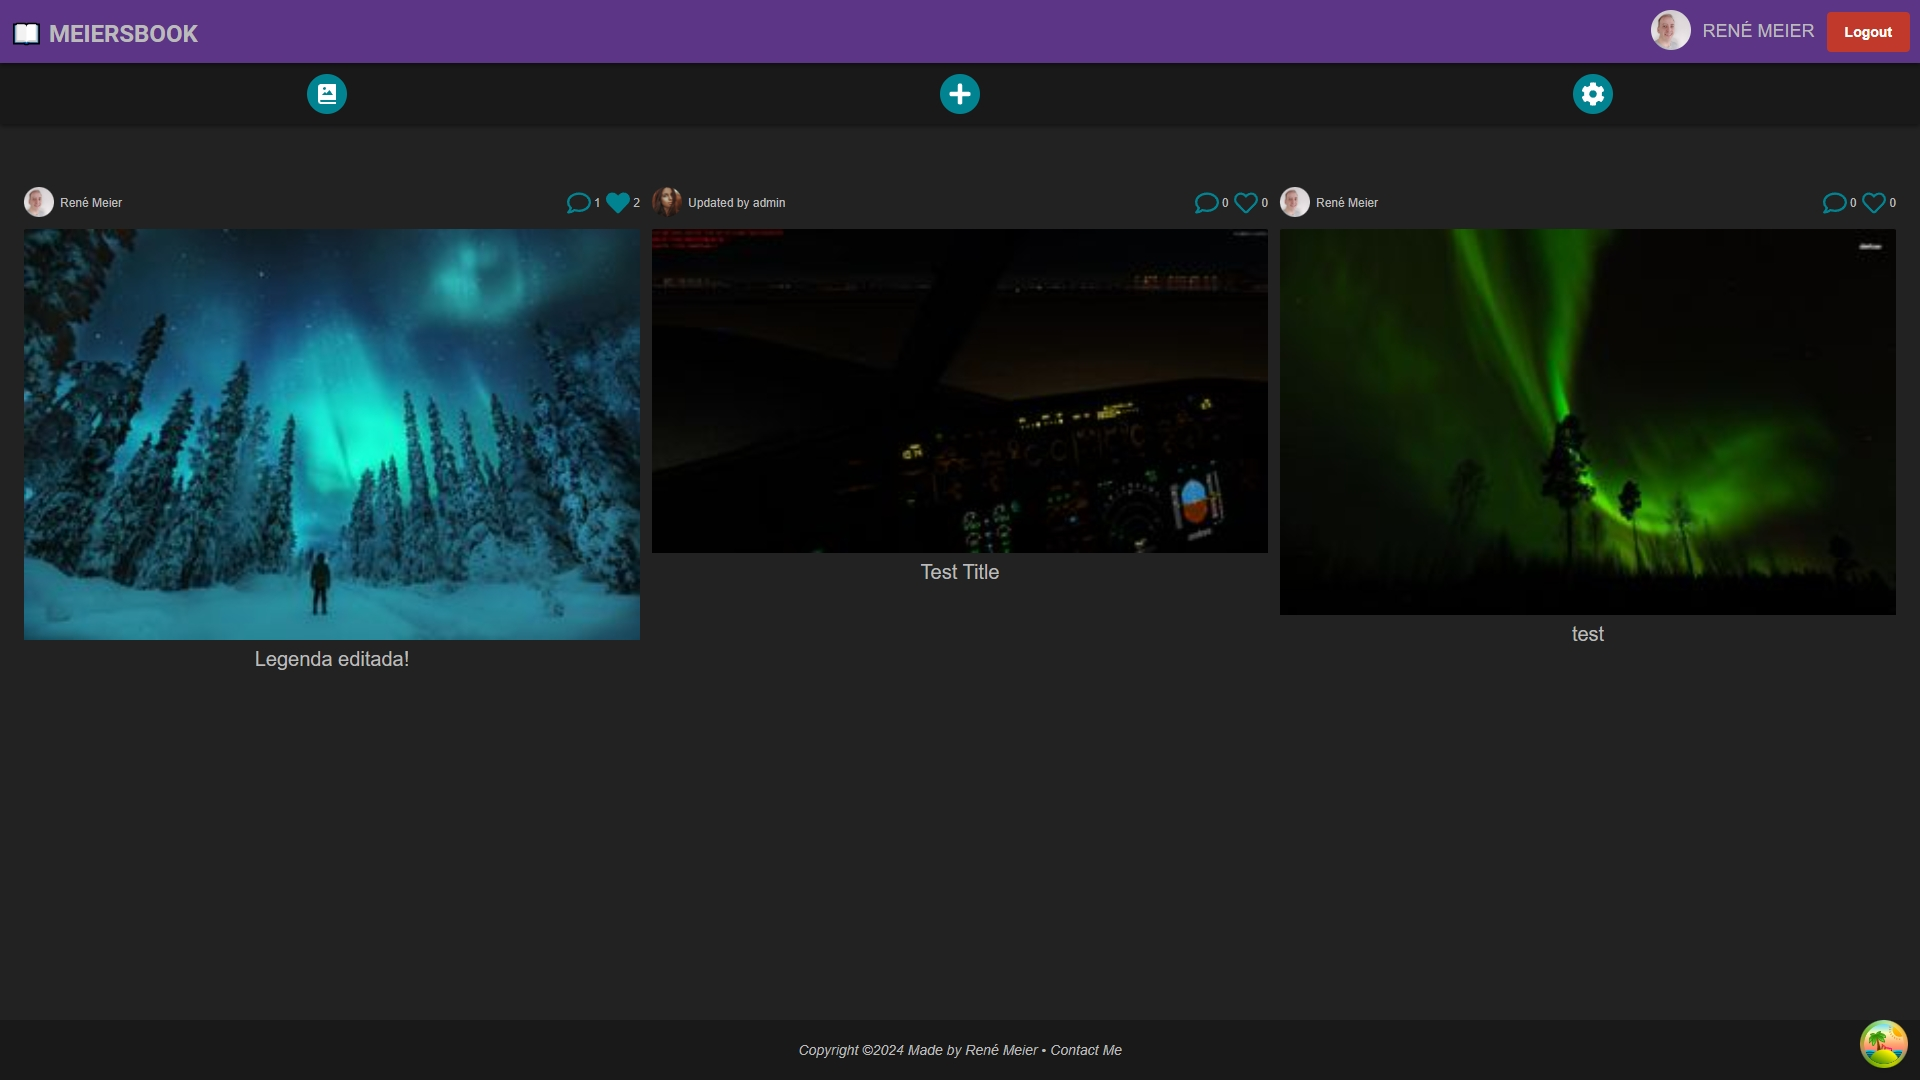 MEIERSBOOK
RENÉ MEIER
Logout
René Meier
1
2
Updated by admin
0
0
René Meier
0
0
Legenda editada!
Test Title
test
Copyright ©2024 Made by René Meier • Contact Me